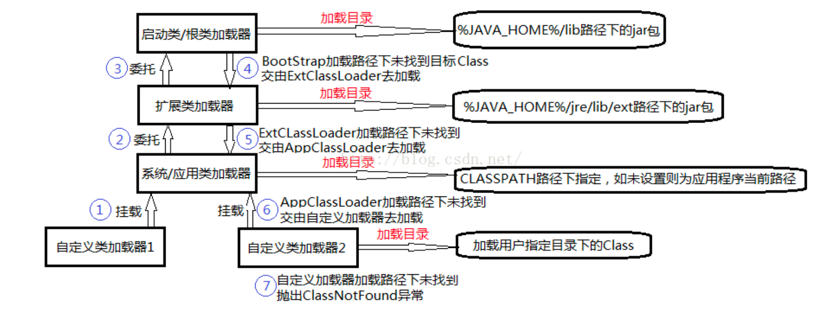 启动类/根类加载器
加载目录
%JAVA_HOME%/lib路径下的jar包
③ 委托
④ BootStrap加载路径下未找到目标Class
交由ExtClassLoader去加载
扩展类加载器
加载目录
%JAVA_HOME%/jre/lib/ext路径下的jar包
② 委托
⑤ ExtCLassLoader加载路径下未找到
交由AppClassLoader去加载
blog.csdn.net/
系统/应用类加载器
加载目录
CLASSPATH路径下指定，如未设置则为应用程序当前路径
① 挂载
挂载
⑥ AppClassLoader加载路径下未找到
交由自定义加载器去加载
自定义类加载器1
自定义类加载器2
加载目录
加载用户指定目录下的Class
⑦ 自定义加载器加载路径下未找到
抛出ClassNotFound异常